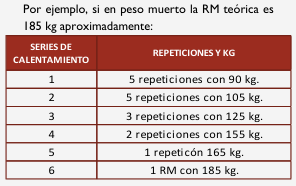 Por ejemplo, si en peso muerto la RM teórica es
185 kg aproximadamente:
SERIES DE
CALENTAMIENTO
REPETICIONES Y KG
1
5 repeticiones con 90 kg.
2
5 repeticiones con 105 kg.
3
3 repeticiones con 125 kg.
4
2 repeticiones con 155 kg.
5
1 repeticón 165 kg.
6
1 RM con 185 kg.